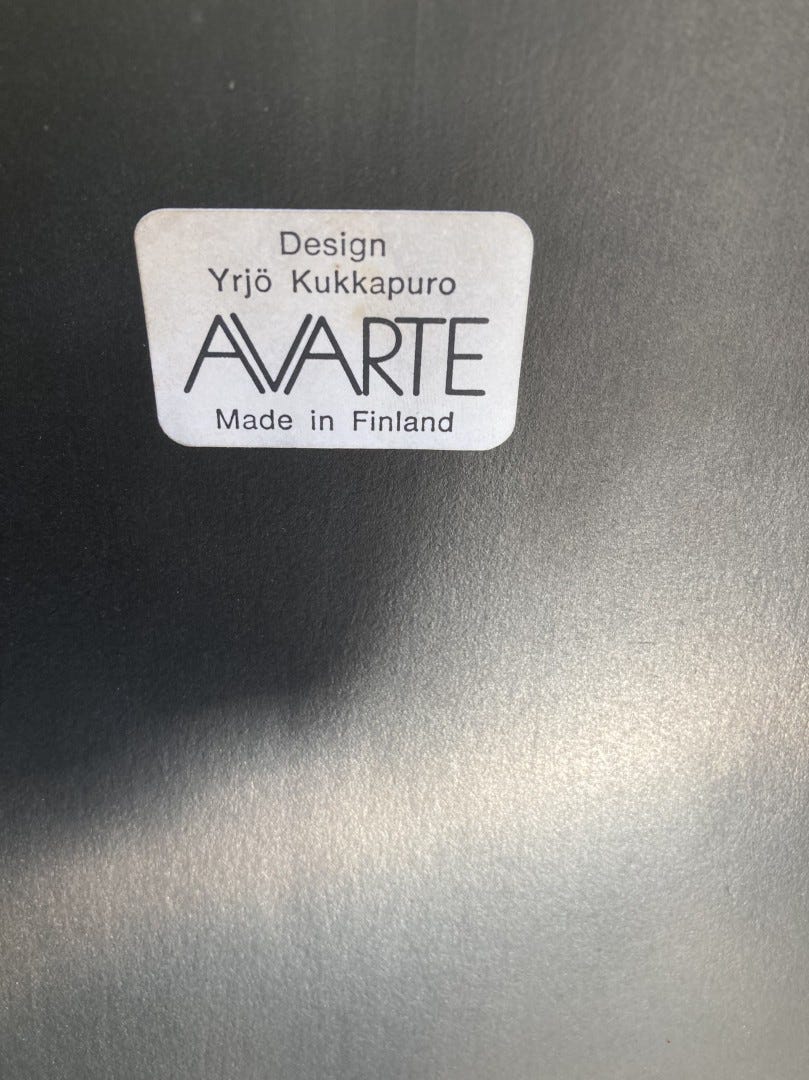 Design
Yrjö Kukkapuro
AVARTE
Made in Finland